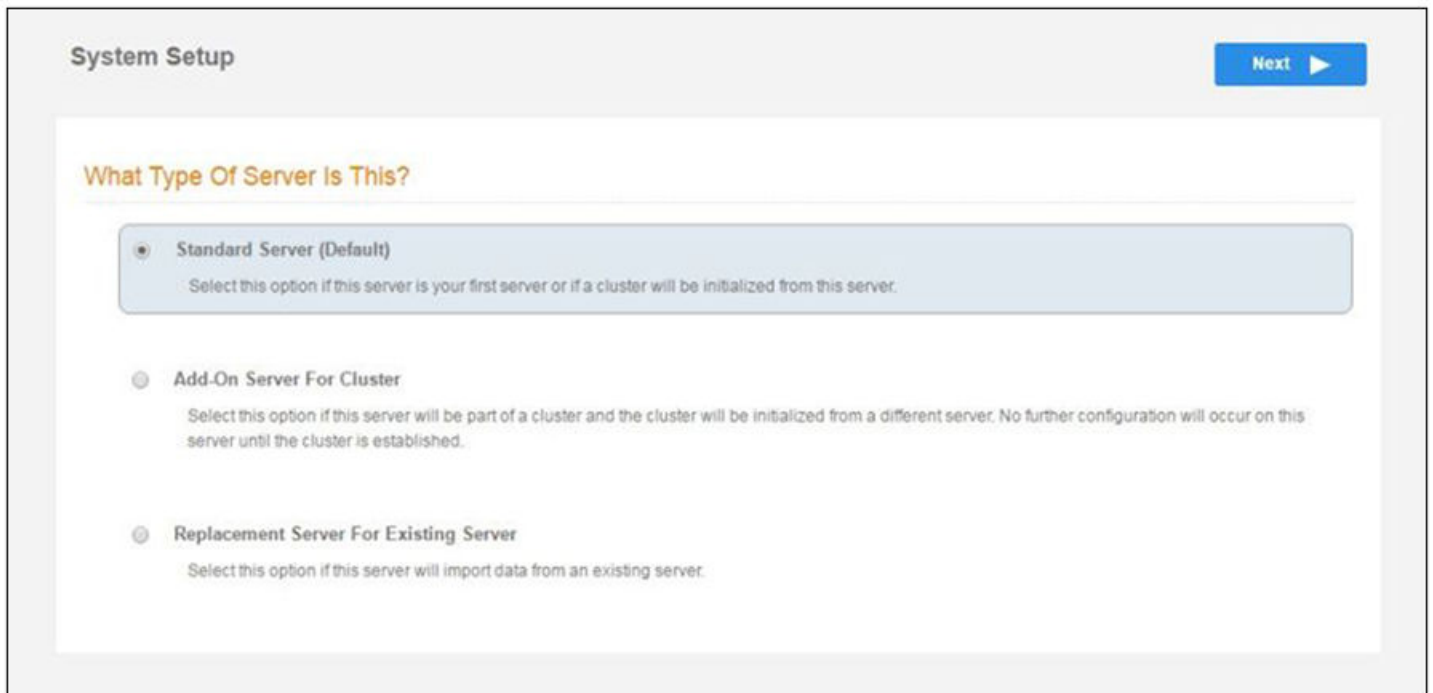 System Setup
Next
What Type Of Server Is This?
Standard Server (Default)
Select this option if this server is your first server or if a cluster will be initialized from this server.
Add-On Server For Cluster
Select this option if this server will be part of a cluster and the cluster will be initialized from a different server. No further configuration will occur on this
server until the cluster is established.
Replacement Server For Existing Server
Select this option if this server will import data from an existing server.